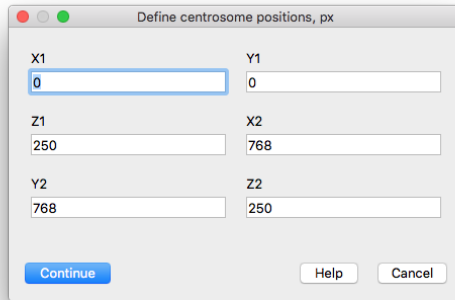 Define centrosome positions, px
X1 Y1
0 0
Z1 X2
250 768
Y2 Z2
768 250
Continue Help Cancel